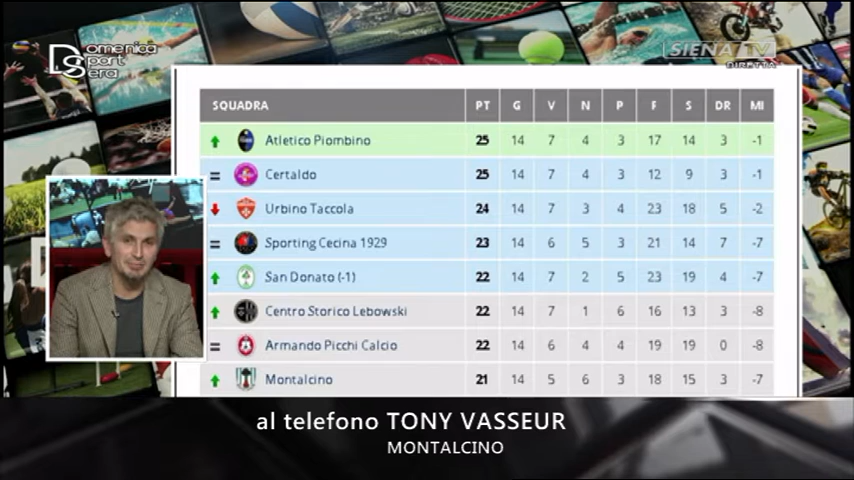 Domenica
Sport
Sera
SIENA TV
DIRETTA
SQUADRA PT G V N P F S DR MI
Atletico Piombino 25 14 7 4 3 17 14 3 -1
Certaldo 25 14 7 4 3 12 9 3 -1
Urbino Taccola 24 14 7 3 4 23 18 5 -2
Sporting Cecina 1929 23 14 6 5 3 21 14 7 -7
San Donato (-1) 22 14 7 2 5 23 19 4 -7
Centro Storico Lebowski 22 14 7 1 6 16 13 3 -8
Armando Picchi Calcio 22 14 6 4 4 19 19 0 -8
Montalcino 21 14 5 6 3 18 15 3 -7
al telefono TONY VASSEUR
MONTALCINO